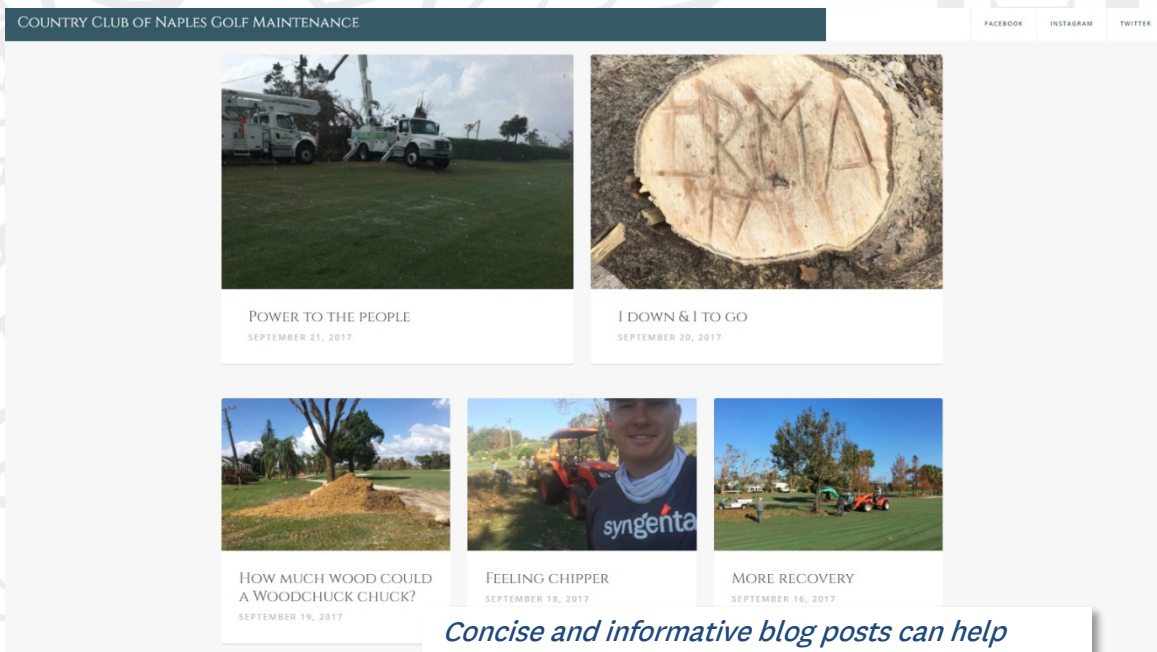 COUNTRY CLUB OF NAPLES GOLF MAINTENANCE
FACEBOOK
INSTAGRAM
TWITTER
IRMA
POWER TO THE PEOPLE
SEPTEMBER 21, 2017
1 DOWN & 1 TO GO
SEPTEMBER 20, 2017
syngenta
HOW MUCH WOOD COULD
A WOODCHUCK CHUCK?
SEPTEMBER 19, 2017
FEELING CHIPPER
SEPTEMBER 18, 2017
MORE RECOVERY
SEPTEMBER 16, 2017
Concise and informative blog posts can help